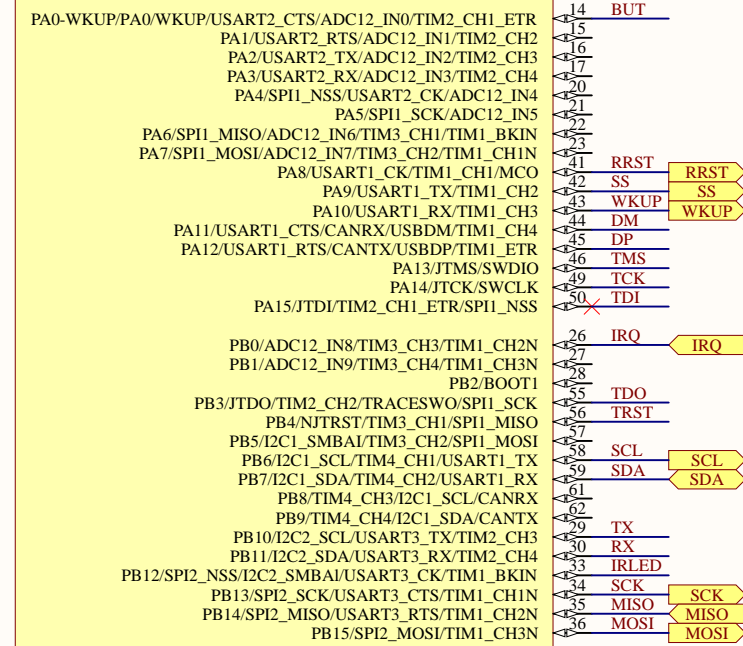 PA0-WKUP/PA0/WKUP/USART2_CTS/ADC12_IN0/TIM2_CH1_ETR 14 BUT
PA1/USART2_RTS/ADC12_IN1/TIM2_CH2 15
PA2/USART2_TX/ADC12_IN2/TIM2_CH3 16
PA3/USART2_RX/ADC12_IN3/TIM2_CH4 17
PA4/SPI1_NSS/USART2_CK/ADC12_IN4 20
PA5/SPI1_SCK/ADC12_IN5 21
PA6/SPI1_MISO/ADC12_IN6/TIM3_CH1/TIM1_BKIN 22
PA7/SPI1_MOSI/ADC12_IN7/TIM3_CH2/TIM1_CH1N 23
PA8/USART1_CK/TIM1_CH1/MCO 41 RRST RRST
PA9/USART1_TX/TIM1_CH2 42 SS SS
PA10/USART1_RX/TIM1_CH3 43 WKUP WKUP
PA11/USART1_CTS/CANRX/USBDM/TIM1_CH4 44 DM
PA12/USART1_RTS/CANTX/USBDP/TIM1_ETR 45 DP
PA13/JTMS/SWDIO 46 TMS
PA14/JTCK/SWCLK 49 TCK
PA15/JTDI/TIM2_CH1_ETR/SPI1_NSS 50 TDI
PB0/ADC12_IN8/TIM3_CH3/TIM1_CH2N 26 IRQ IRQ
PB1/ADC12_IN9/TIM3_CH4/TIM1_CH3N 27
PB2/BOOT1 28
PB3/JTDO/TIM2_CH2/TRACESWO/SPI1_SCK 55 TDO
PB4/NJTRST/TIM3_CH1/SPI1_MISO 56 TRST
PB5/I2C1_SMBAI/TIM3_CH2/SPI1_MOSI 57
PB6/I2C1_SCL/TIM4_CH1/USART1_TX 58 SCL SCL
PB7/I2C1_SDA/TIM4_CH2/USART1_RX 59 SDA SDA
PB8/TIM4_CH3/I2C1_SCL/CANRX 61
PB9/TIM4_CH4/I2C1_SDA/CANTX 62
PB10/I2C2_SCL/USART3_TX/TIM2_CH3 29 TX
PB11/I2C2_SDA/USART3_RX/TIM2_CH4 30 RX
PB12/SPI2_NSS/I2C2_SMBAI/USART3_CK/TIM1_BKIN 33 IRLED
PB13/SPI2_SCK/USART3_CTS/TIM1_CH1N 34 SCK SCK
PB14/SPI2_MISO/USART3_RTS/TIM1_CH2N 35 MISO MISO
PB15/SPI2_MOSI/TIM1_CH3N 36 MOSI MOSI